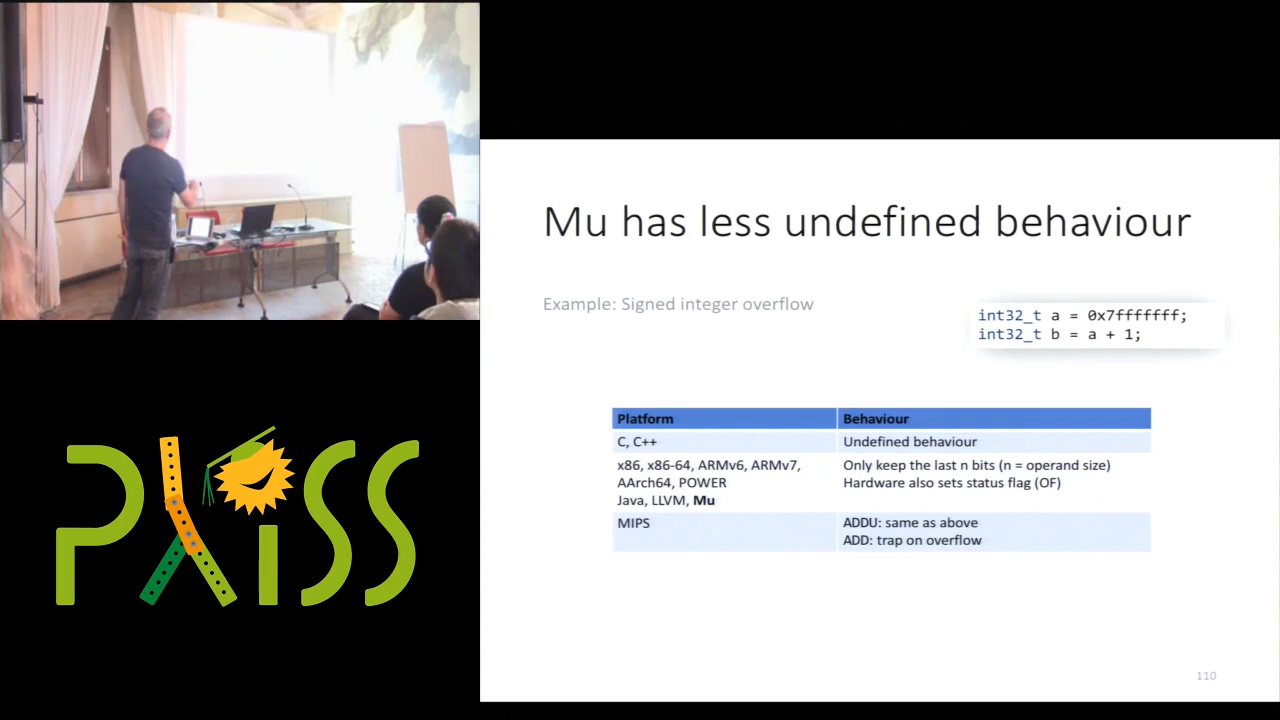 PLISS
Mu has less undefined behaviour
Example: Signed integer overflow
int32_t a = 0x7fffffff;
int32_t b = a + 1;
Platform Behaviour
C, C++ Undefined behaviour
x86, x86-64, ARMv6, ARMv7, Only keep the last n bits (n = operand size)
AArch64, POWER Hardware also sets status flag (OF)
Java, LLVM, Mu
MIPS ADDU: same as above
ADD: trap on overflow
110